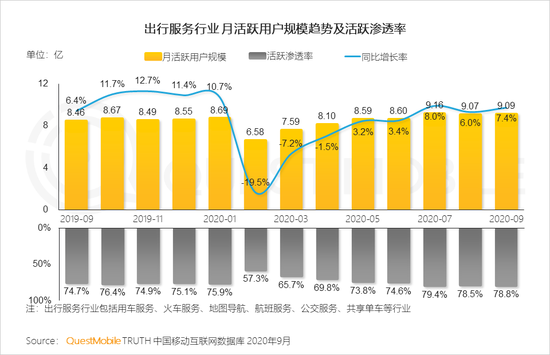 出行服务行业 月活跃用户规模趋势及活跃渗透率
单位：亿
月活跃用户规模 活跃渗透率 同比增长率
12
8
4
0
6.4% 11.7% 12.7% 11.4% 10.7% -19.5% -7.2% -1.5% 3.2% 3.4% 8.0% 6.0% 7.4%
8.46 8.67 8.49 8.55 8.69 6.58 7.59 8.10 8.59 8.60 9.16 9.07 9.09
2019-09 2019-11 2020-01 2020-03 2020-05 2020-07 2020-09
0%
50%
100%
74.7% 76.4% 74.9% 75.1% 75.9% 57.3% 65.7% 69.8% 73.8% 74.6% 79.4% 78.5% 78.8%
注：出行服务行业包括用车服务、火车服务、地图导航、航班服务、公交服务、共享单车等行业
Source：QuestMobile TRUTH 中国移动互联网数据库 2020年9月